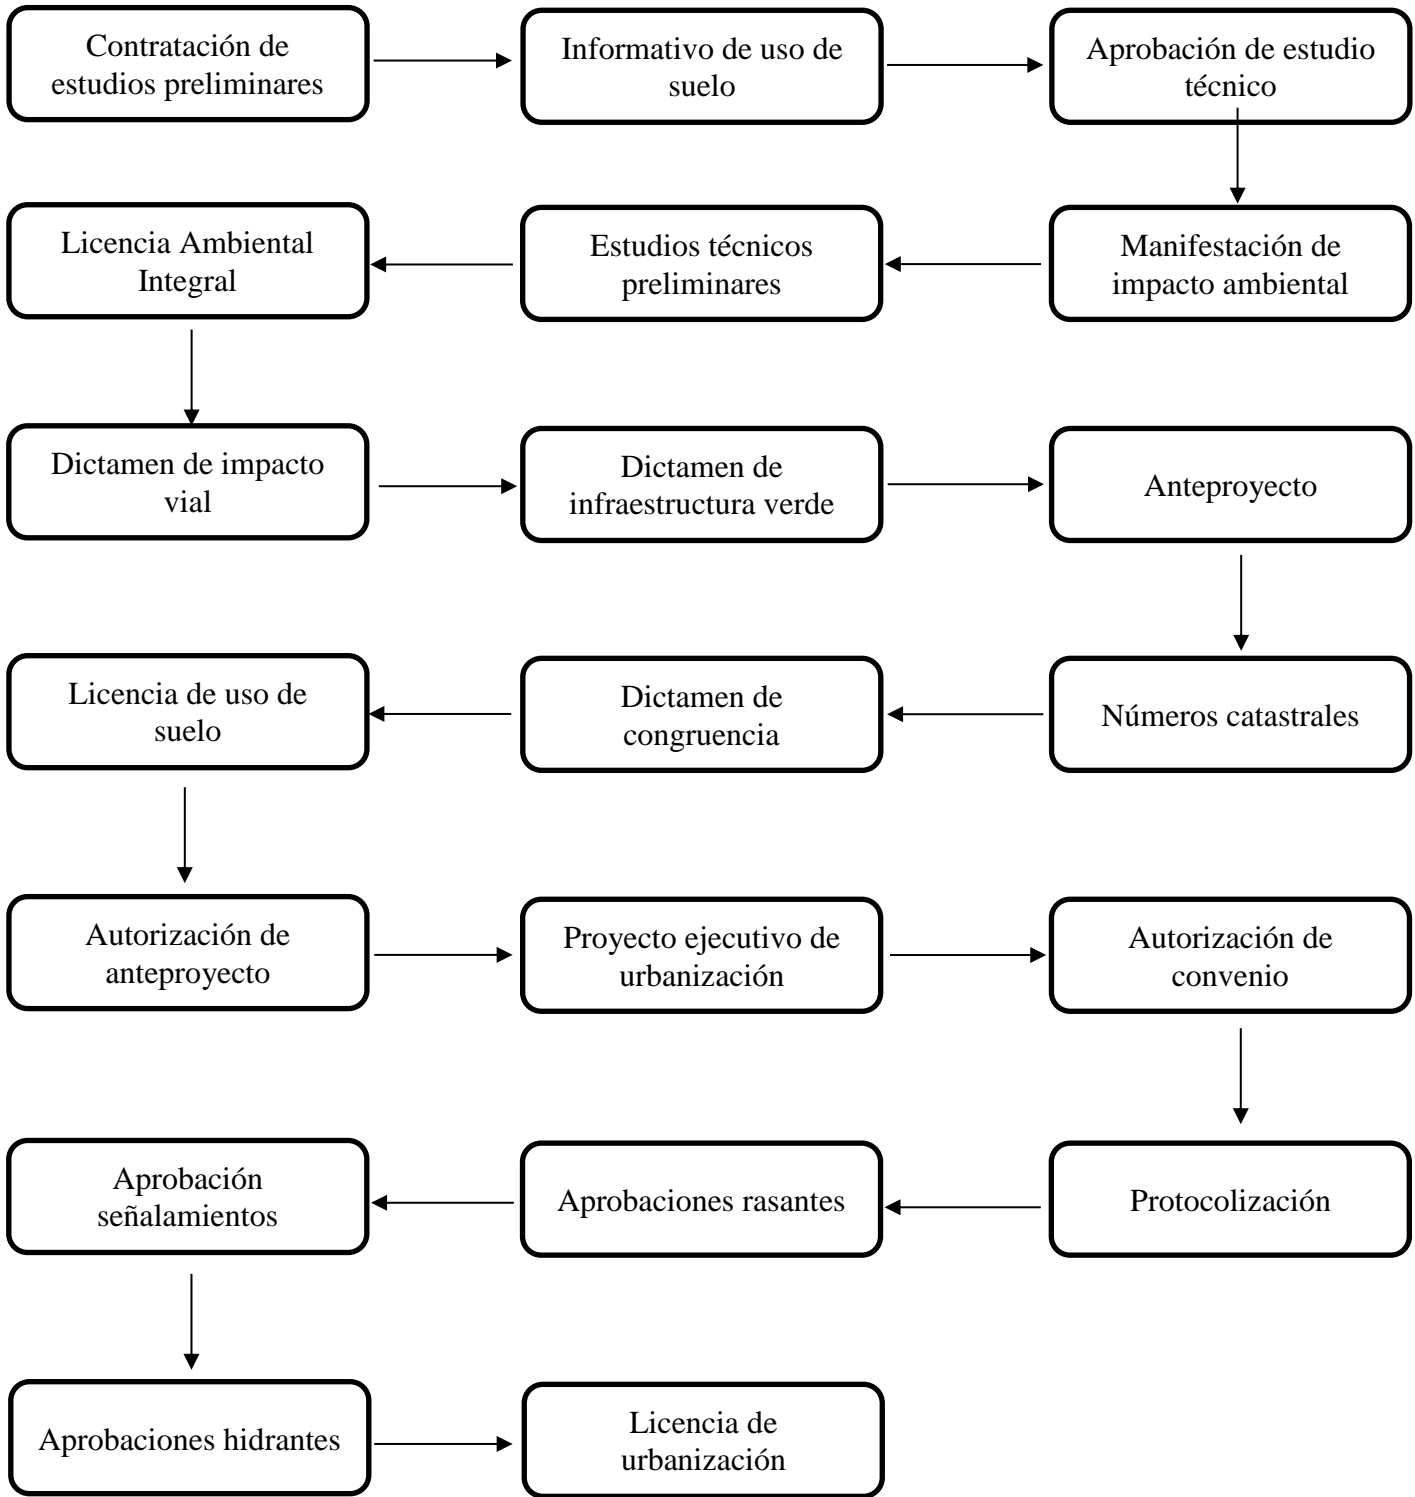 Contratación de
estudios preliminares
Informativo de uso de
suelo
Aprobación de estudio
técnico
Manifestación de
impacto ambiental
Estudios técnicos
preliminares
Licencia Ambiental
Integral
Dictamen de impacto
vial
Dictamen de
infraestructura verde
Anteproyecto
Números catastrales
Dictamen de
congruencia
Licencia de uso de
suelo
Autorización de
anteproyecto
Proyecto ejecutivo de
urbanización
Autorización de
convenio
Protocolización
Aprobaciones rasantes
Aprobación
señalamientos
Aprobaciones hidrantes
Licencia de
urbanización